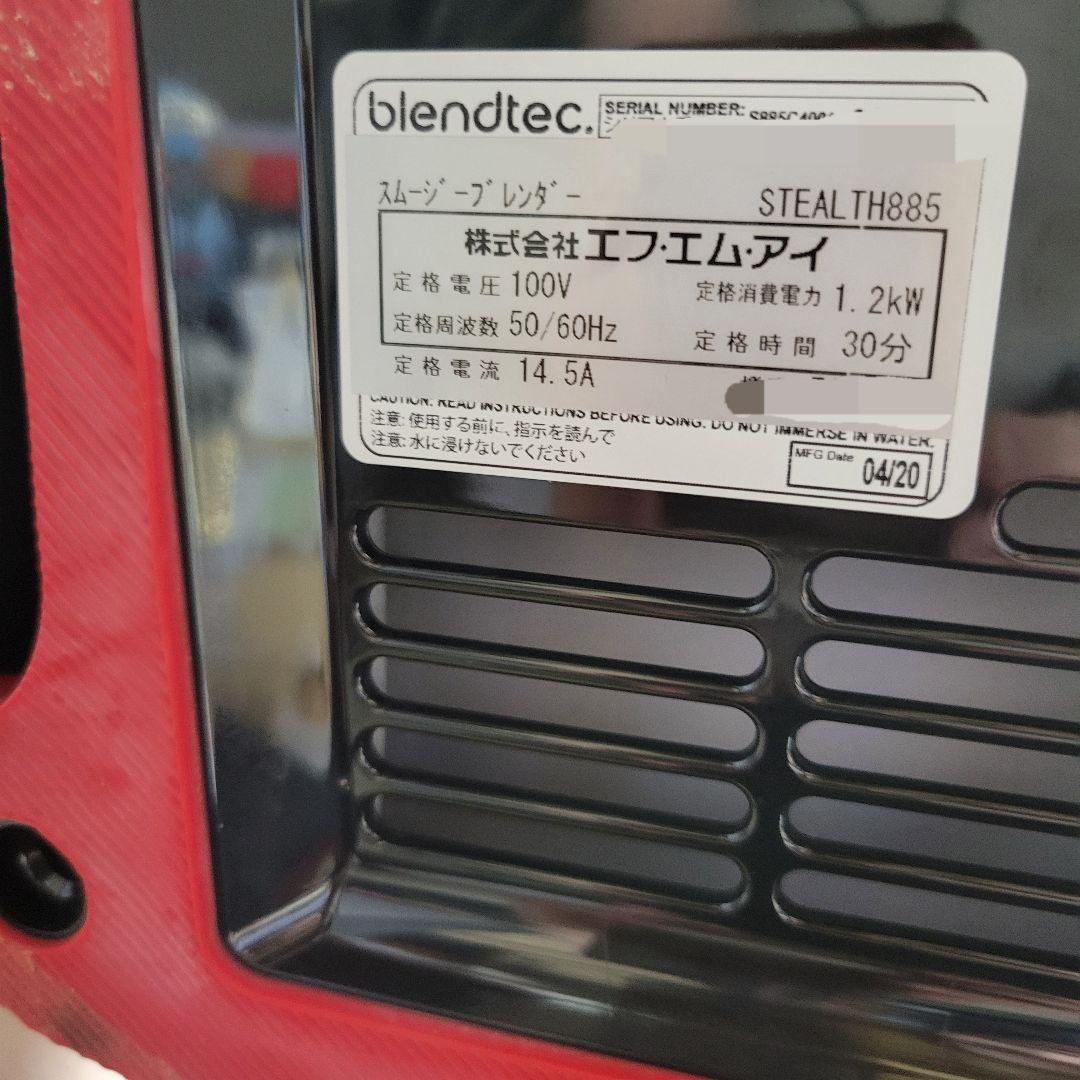 blendtec.
SERIAL NUMBER:
スムージーブレンダー STEALTH885
株式会社エフ・エム・アイ
定格電圧 100V 定格消費電力 1.2kW
定格周波数 50/60Hz 定格時間 30分
定格電流 14.5A
CAUTION: READ INSTRUCTIONS BEFORE USING. DO NOT IMMERSE IN WATER.
注意: 使用する前に、指示を読んで
注意: 水に浸けないでください
MFG Date 04/20